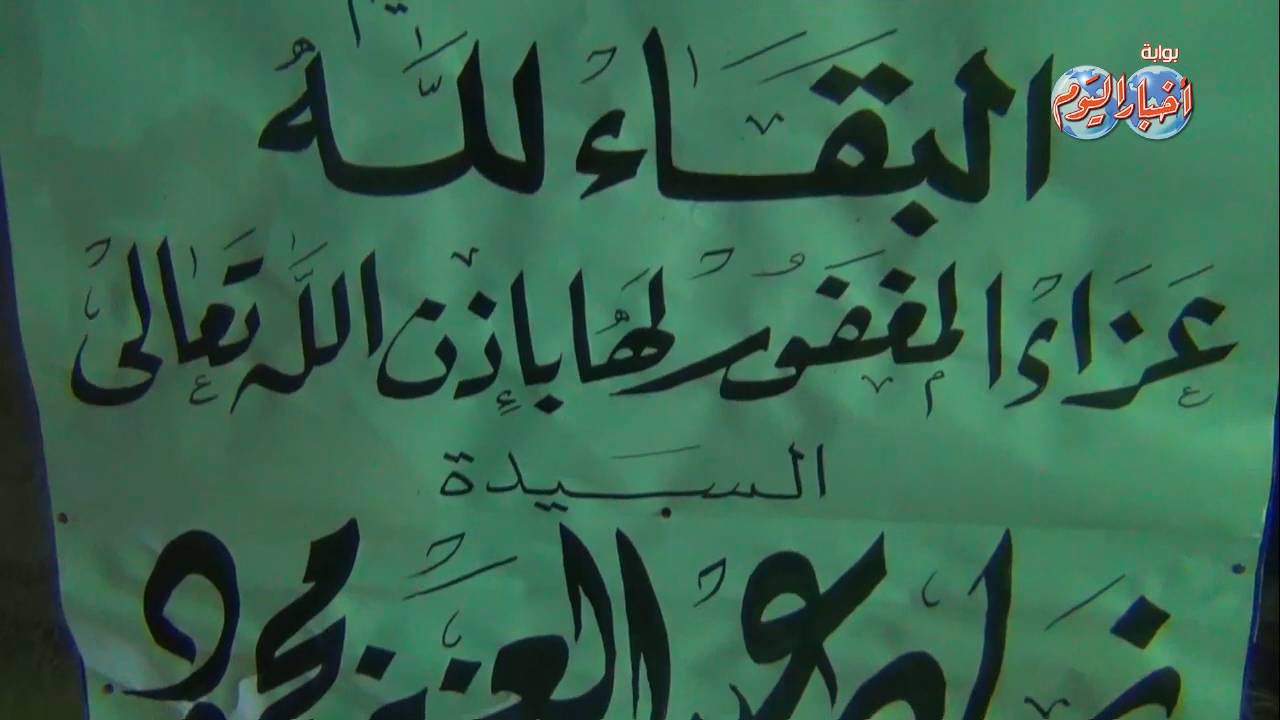 بوابة
أخبار اليوم
البقاء لله
عزاء المغفور لها بإذن الله تعالى
السيدة